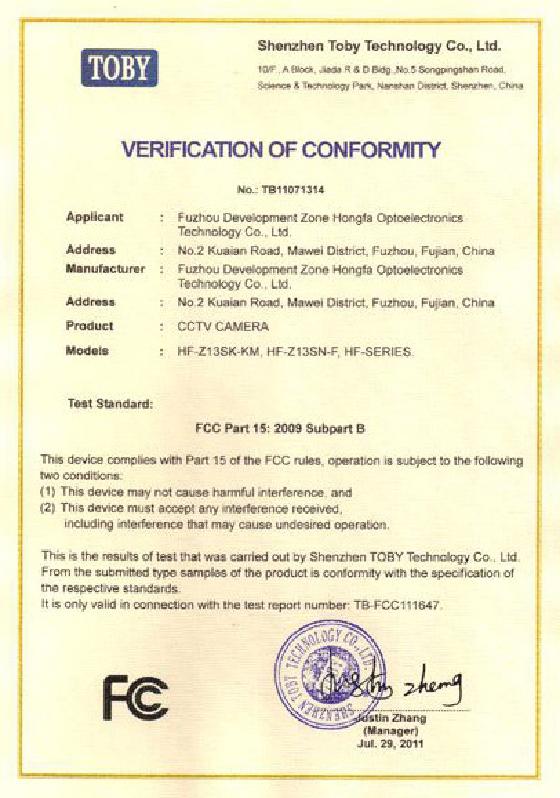 TOBY
Shenzhen Toby Technology Co., Ltd.
10/F., A Block, Jiada R & D Bldg.,No.5 Songpingshan Road,
Science & Technology Park, Nanshan District, Shenzhen, China
VERIFICATION OF CONFORMITY
No.: TB11071314
Applicant : Fuzhou Development Zone Hongfa Optoelectronics
Technology Co., Ltd.
Address : No.2 Kuaian Road, Mawei District, Fuzhou, Fujian, China
Manufacturer : Fuzhou Development Zone Hongfa Optoelectronics
Technology Co., Ltd.
Address : No.2 Kuaian Road, Mawei District, Fuzhou, Fujian, China
Product : CCTV CAMERA
Models : HF-Z13SK-KM, HF-Z13SN-F, HF-SERIES.
Test Standard:
FCC Part 15: 2009 Subpart B
This device complies with Part 15 of the FCC rules, operation is subject to the following
two conditions:
(1) This device may not cause harmful interference, and
(2) This device must accept any interference received,
including interference that may cause undesired operation.
This is the results of test that was carried out by Shenzhen TOBY Technology Co., Ltd.
From the submitted type samples of the product is conformity with the specification of
the respective standards.
It is only valid in connection with the test report number: TB-FCC111647.
FCC
SHENZHEN TOBY TECHNOLOGY CO., LTD.
Justin Zhang
(Manager)
Jul. 29, 2011